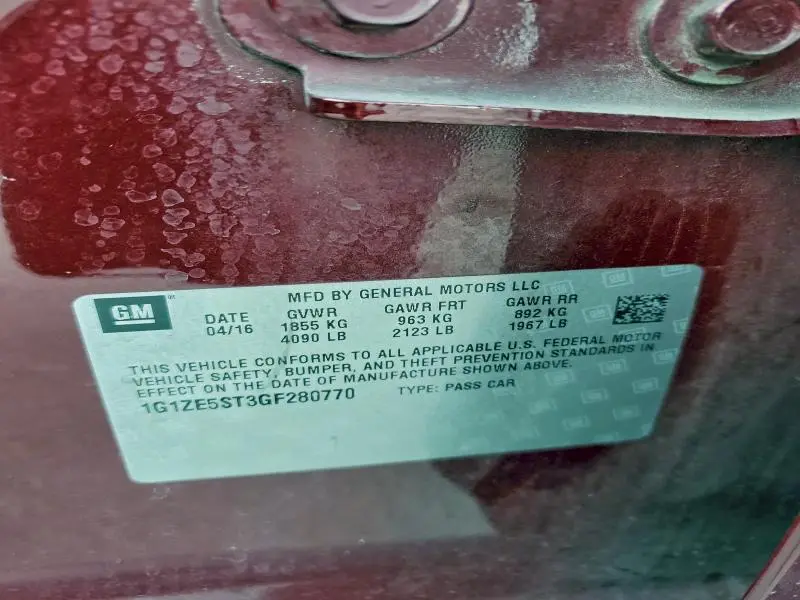 GM
MFD BY GENERAL MOTORS LLC
DATE GVWR GAWR FRT GAWR RR
04/16 1855 KG 963 KG 892 KG
4090 LB 2123 LB 1967 LB
THIS VEHICLE CONFORMS TO ALL APPLICABLE U.S. FEDERAL MOTOR
VEHICLE SAFETY, BUMPER, AND THEFT PREVENTION STANDARDS IN
EFFECT ON THE DATE OF MANUFACTURE SHOWN ABOVE.
1G1ZE5ST3GF280770 TYPE: PASS CAR